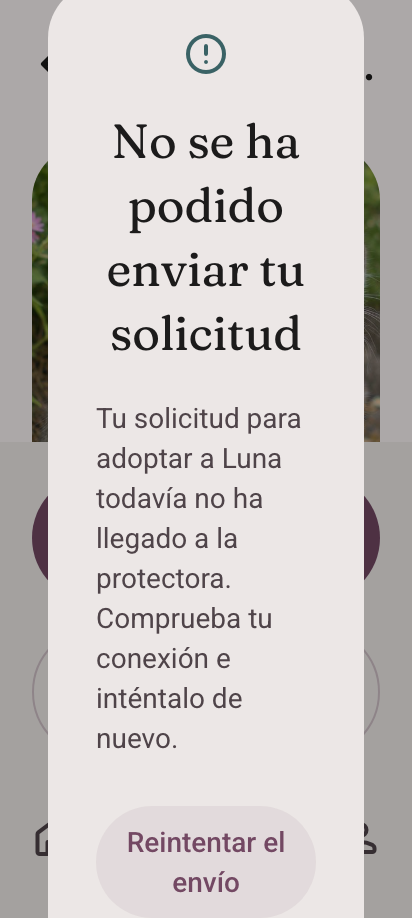 No se ha
podido
enviar tu
solicitud
Tu solicitud para
adoptar a Luna
todavía no ha
llegado a la
protectora.
Comprueba tu
conexión e
inténtalo de
nuevo.
Reintentar el
envío